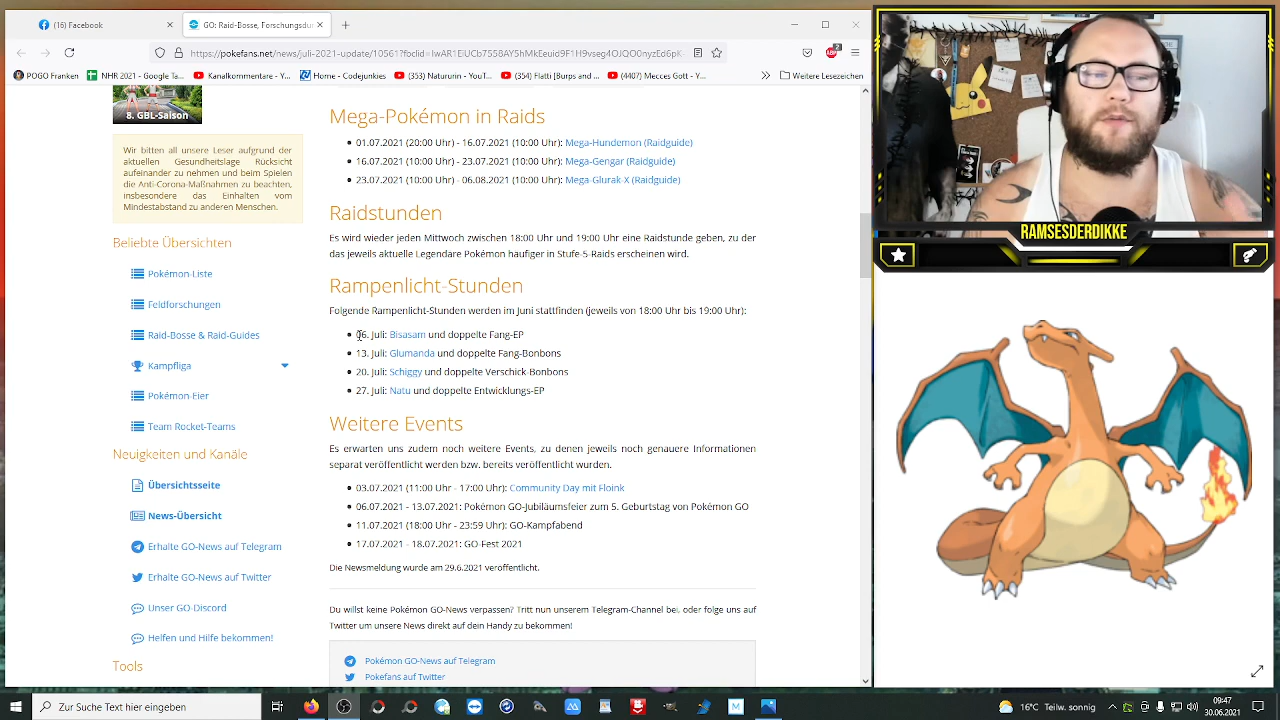 (16) Facebook
GO: Raid-Bosse, Forschungsdur
https://pokefans.net
POGO Franken
NHR 2021 - Google Ta...
Kanalkommentare - Y...
Home - Codejunkies
(353) Naturunin - YouT...
(354) Flatti [Burps and ...
(4407) Mecces Gott - Y...
Weitere Lesezeichen
8. GBL-Saison
Wir bitten all unsere Leser aufgrund der
aktuellen Gesundheitslage Rücksicht
aufeinander zu nehmen und beim Spielen
die Anti-Corona-Maßnahmen zu beachten,
insbesondere das Einhalten vom
Mindestabstand zu anderen Menschen.
Beliebte Übersichten
Pokémon-Liste
Feldforschungen
Raid-Bosse & Raid-Guides
Kampfliga
Pokémon-Eier
Team Rocket-Teams
Neuigkeiten und Kanäle
Übersichtsseite
News-Übersicht
Erhalte GO-News auf Telegram
Erhalte GO-News auf Twitter
Unser GO-Discord
Helfen und Hilfe bekommen!
Tools
Mega-Pokémon in Raids
01.07.2021 (20:00 Uhr) - 16.07.2021 (10:00 Uhr): Mega-Hundemon (Raidguide)
16.07.2021 (10:00 Uhr) - 23.07.2021 (10:00 Uhr): Mega-Gengar (Raidguide)
23.07.2021 (10:00 Uhr) - 06.08.2021 (10:00 Uhr): Mega-Glurak-X (Raidguide)
Raidstunden
Es wird wieder jeden Mittwoch zwischen 18:00 Uhr und 19:00 Uhr eine Raidstunde geben, zu der
das jeweils aktuelle Legendäre Pokémon häufiger in Stufe-5-Raids erscheinen wird.
Rampenlicht-Stunden
Folgende Rampenlicht-Stunden werden im Juni stattfinden (jeweils von 18:00 Uhr bis 19:00 Uhr):
06. Juli: Bisasam und doppelte Fang-EP
13. Juli: Glumanda und doppelte Fang-Bonbons
20. Juli: Schiggy und doppelte Verschick-Bonbons
27. Juli: Natu und doppelte Entwicklungs-EP
Weitere Events
Es erwarten uns zudem noch weitere Events, zu denen jeweils noch genauere Informationen
separat veröffentlicht werden bzw. bereits veröffentlicht wurden.
03.07.2021 (11:00 Uhr - 17:00 Uhr): Community Day mit Floink
06.07.2021 - 13.07.2021: Pokémon GO-Jubiläumsfeier zum 5. Geburtstag von Pokémon GO
11.07.2021 (18:00 Uhr - 23:59 Uhr): GO-Kampfabend
17.07.2021 - 18.07.2021: GO-Fest 2021
Die Newsmeldung wurde am 29.6.2021 veröffentlicht.
Du willst keine Pokémon GO-News verpassen? Tritt nun unserem Telegram-Channel bei, oder folge uns auf
Twitter um unsere News direkt auf dein Handy zu bekommen!
Pokémon GO-News auf Telegram
Pokefans auf Twitter
RAMSESDERDIKKE
Zur Suche Text hier eingeben
16°C Teilw. sonnig
09:47
30.06.2021